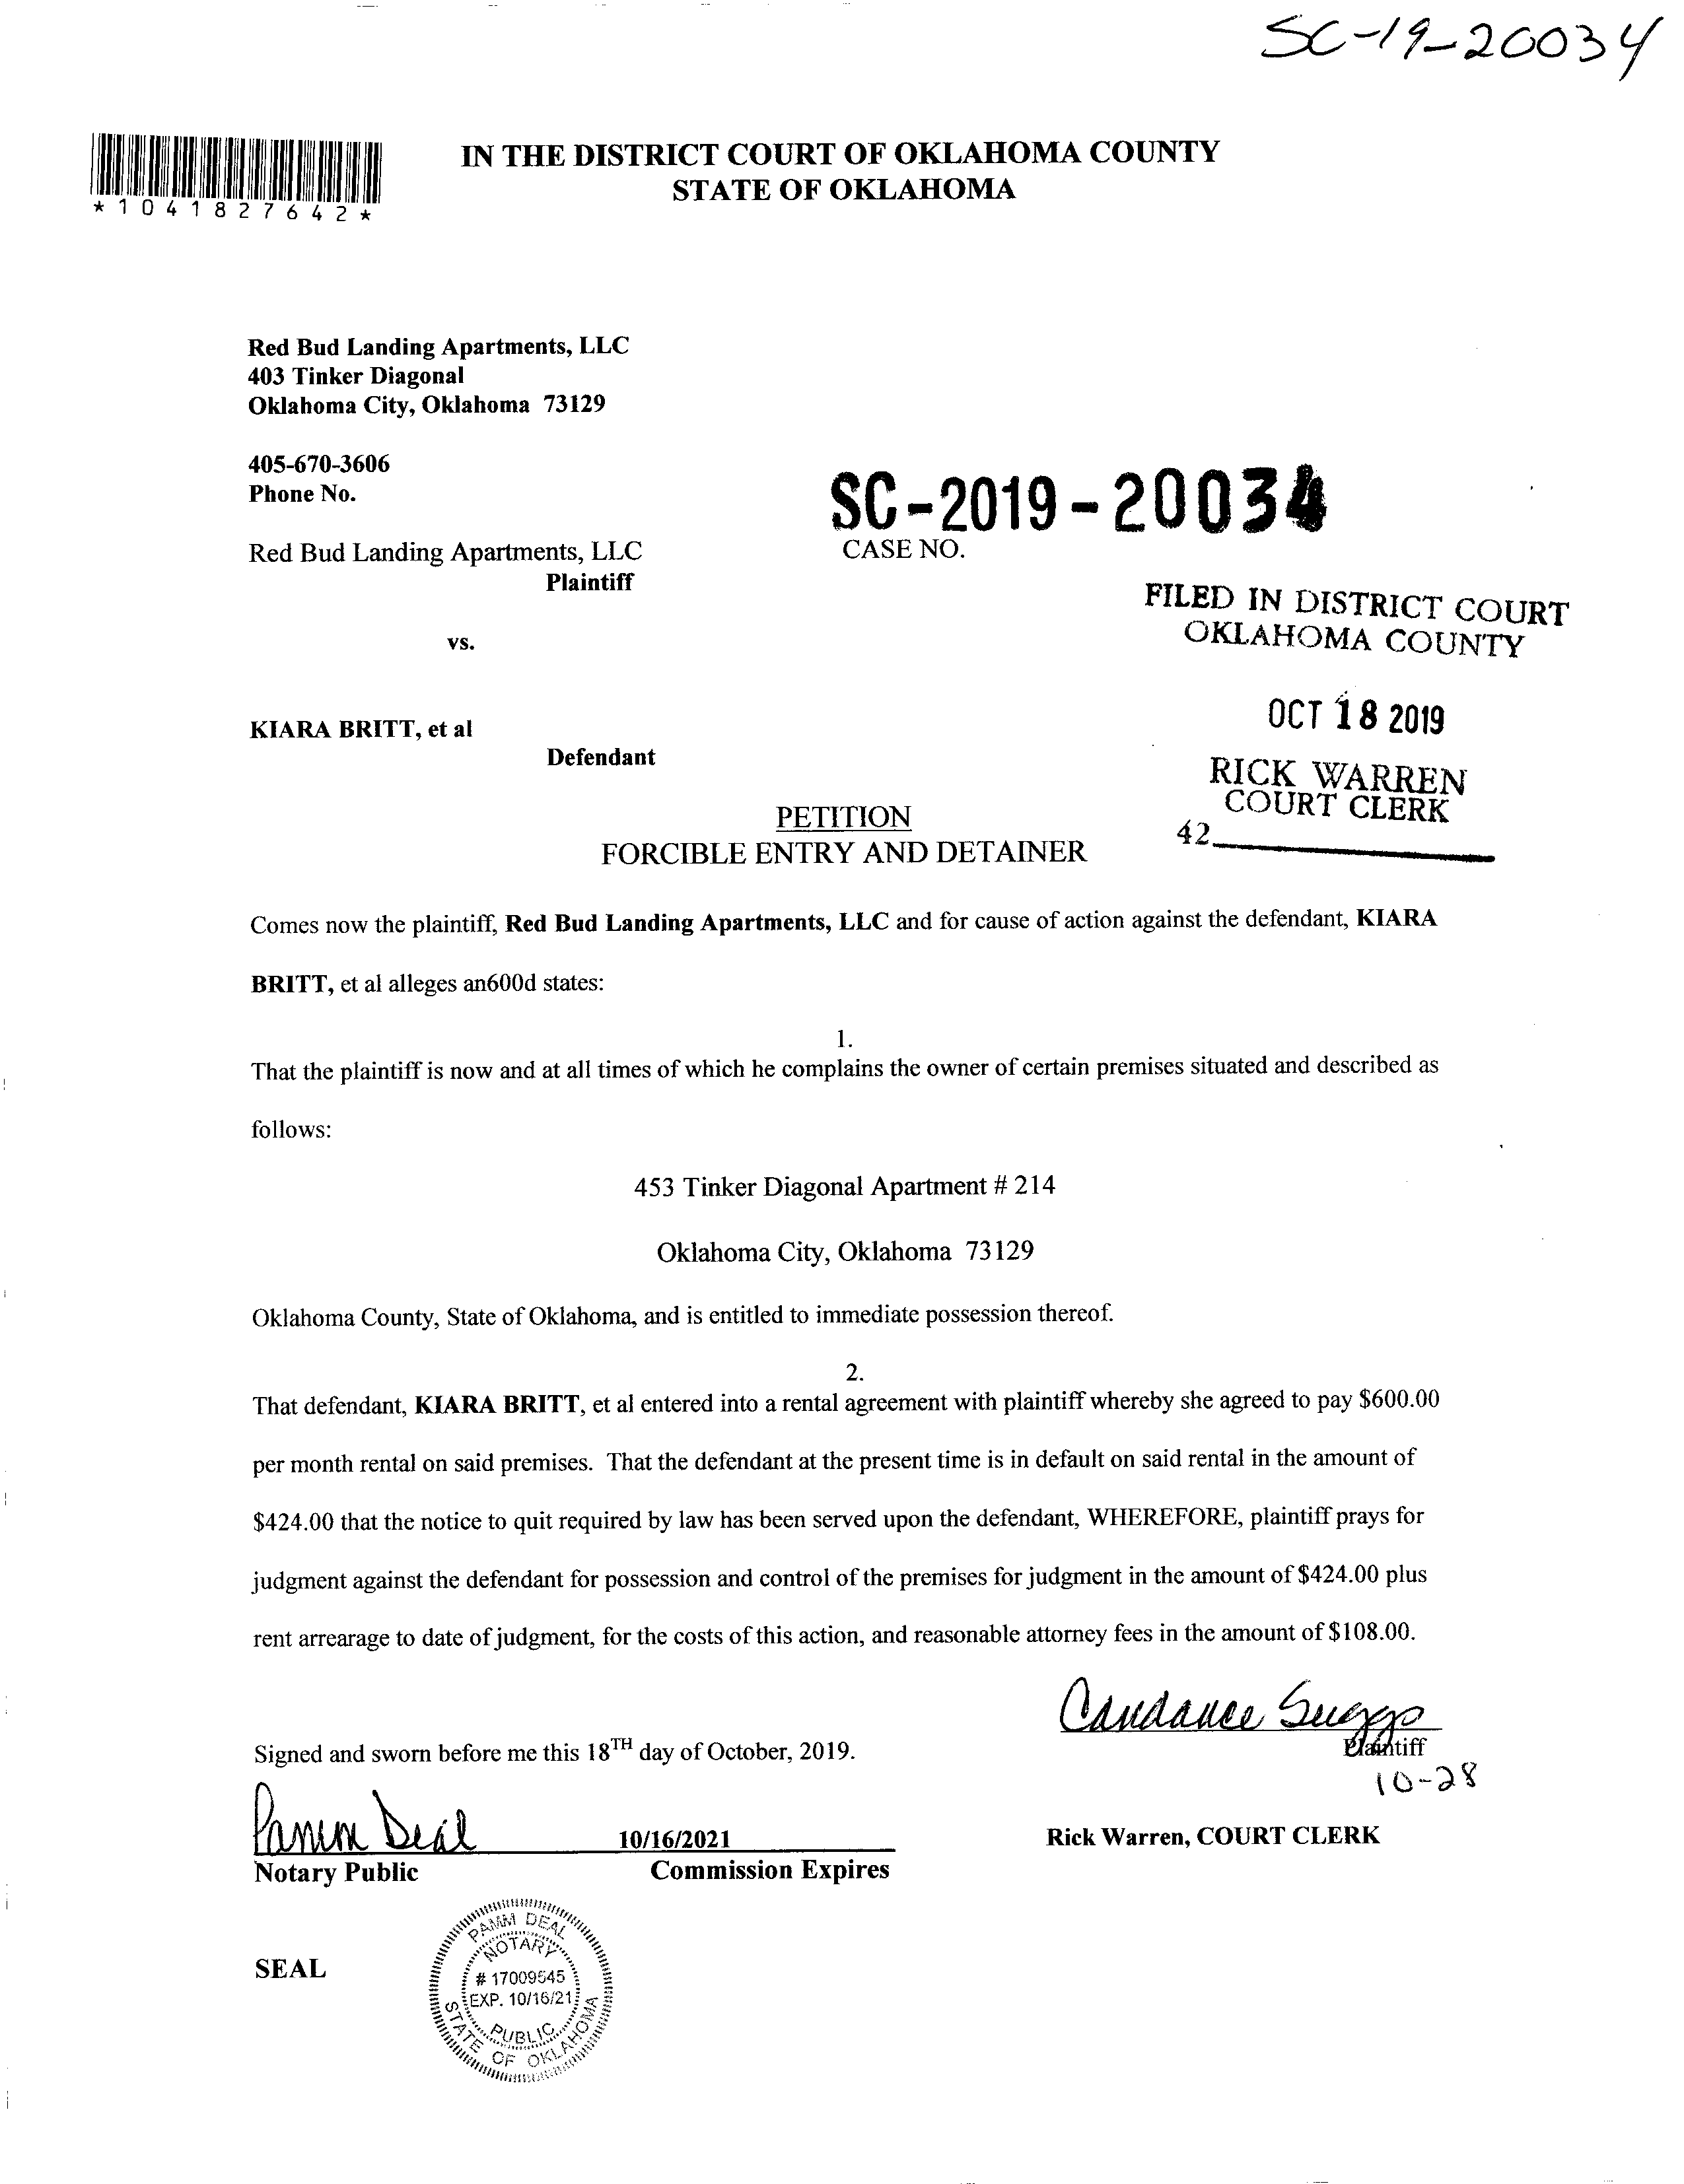 SC-19-20034
IN THE DISTRICT COURT OF OKLAHOMA COUNTY
STATE OF OKLAHOMA
*1041827642*
Red Bud Landing Apartments, LLC
403 Tinker Diagonal
Oklahoma City, Oklahoma 73129
405-670-3606
Phone No.
SC-2019-20034
CASE NO.
Red Bud Landing Apartments, LLC
Plaintiff
FILED IN DISTRICT COURT
OKLAHOMA COUNTY
vs.
OCT 18 2019
KIARA BRITT, et al
Defendant
RICK WARREN
COURT CLERK
42
PETITION
FORCIBLE ENTRY AND DETAINER
Comes now the plaintiff, Red Bud Landing Apartments, LLC and for cause of action against the defendant, KIARA
BRITT, et al alleges an600d states:
1.
That the plaintiff is now and at all times of which he complains the owner of certain premises situated and described as
follows:
453 Tinker Diagonal Apartment # 214
Oklahoma City, Oklahoma 73129
Oklahoma County, State of Oklahoma, and is entitled to immediate possession thereof.
2.
That defendant, KIARA BRITT, et al entered into a rental agreement with plaintiff whereby she agreed to pay $600.00
per month rental on said premises. That the defendant at the present time is in default on said rental in the amount of
$424.00 that the notice to quit required by law has been served upon the defendant, WHEREFORE, plaintiff prays for
judgment against the defendant for possession and control of the premises for judgment in the amount of $424.00 plus
rent arrearage to date of judgment, for the costs of this action, and reasonable attorney fees in the amount of $108.00.
Candance Suggs
Plaintiff
Signed and sworn before me this 18TH day of October, 2019.
10-28
Pamm Deal
10/16/2021
Rick Warren, COURT CLERK
Notary Public
Commission Expires
SEAL
PAMM DEAL
NOTARY
# 17009545
EXP. 10/16/21
PUBLIC
STATE OF OKLAHOMA